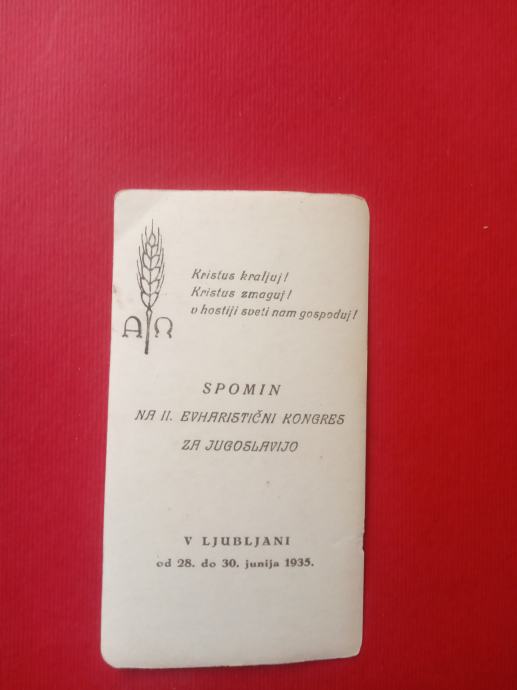 Kristus kraljuj!
Kristus zmaguj!
v hostiji sveti nam gospoduj!
A Ω
SPOMIN
NA II. EVHARISTIČNI KONGRES
ZA JUGOSLAVIJO
V LJUBLJANI
od 28. do 30. junija 1935.